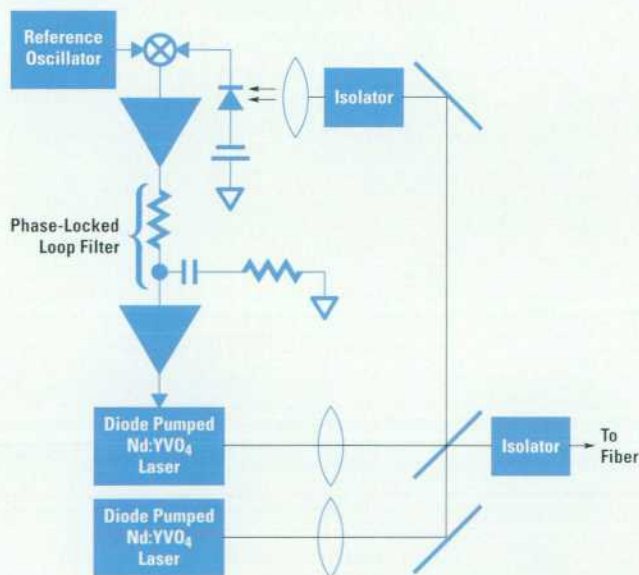 Reference
Oscillator
Isolator
Phase-Locked
Loop Filter
Diode Pumped
Nd:YVO₄
Laser
Isolator
To
Fiber
Diode Pumped
Nd:YVO₄
Laser